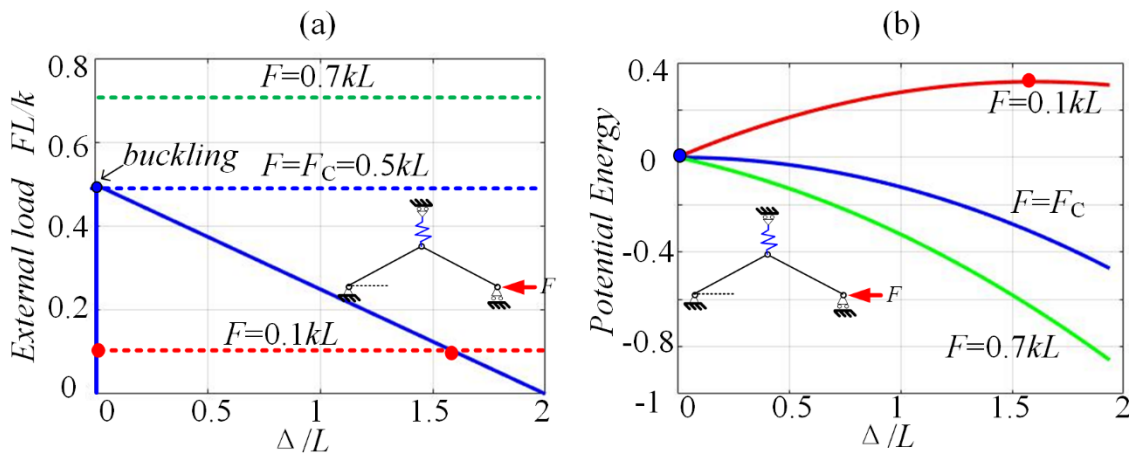 (a)
External load FL/k
0.8
0.6
0.4
0.2
0
F=0.7kL
buckling
F=FC=0.5kL
F
F=0.1kL
0 0.5 1 1.5 2
Δ/L
(b)
Potential Energy
0.4
0
-0.4
-0.8
-1
F=0.1kL
F=FC
F
F=0.7kL
0 0.5 1 1.5 2
Δ/L